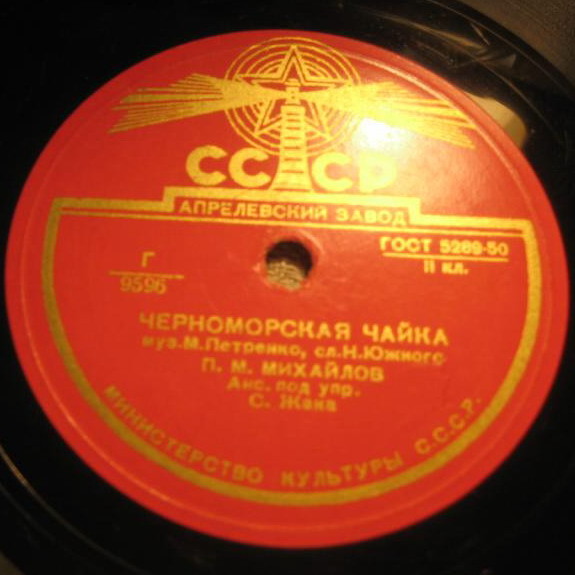 СССР
АПРЕЛЕВСКИЙ ЗАВОД
ГОСТ 5289-50
II кл.
Г
9596
ЧЕРНОМОРСКАЯ ЧАЙКА
муз. М. Петренко, сл. Н. Южного
П. М. МИХАЙЛОВ
Анс. под упр.
С. Жака
МИНИСТЕРСТВО КУЛЬТУРЫ С.С.С.Р.